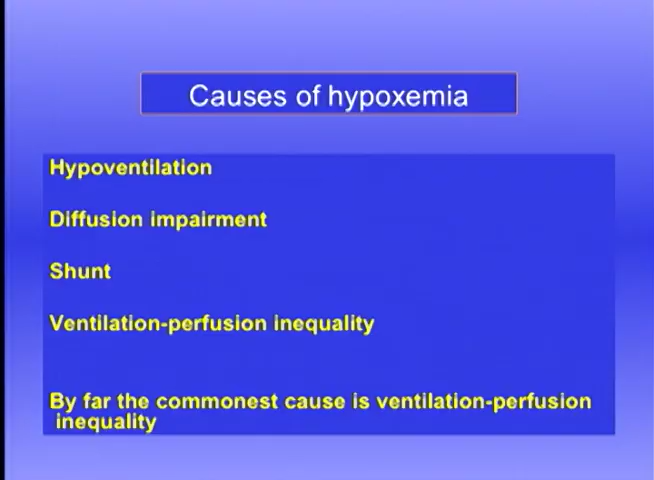 Causes of hypoxemia
Hypoventilation
Diffusion impairment
Shunt
Ventilation-perfusion inequality
By far the commonest cause is ventilation-perfusion
inequality